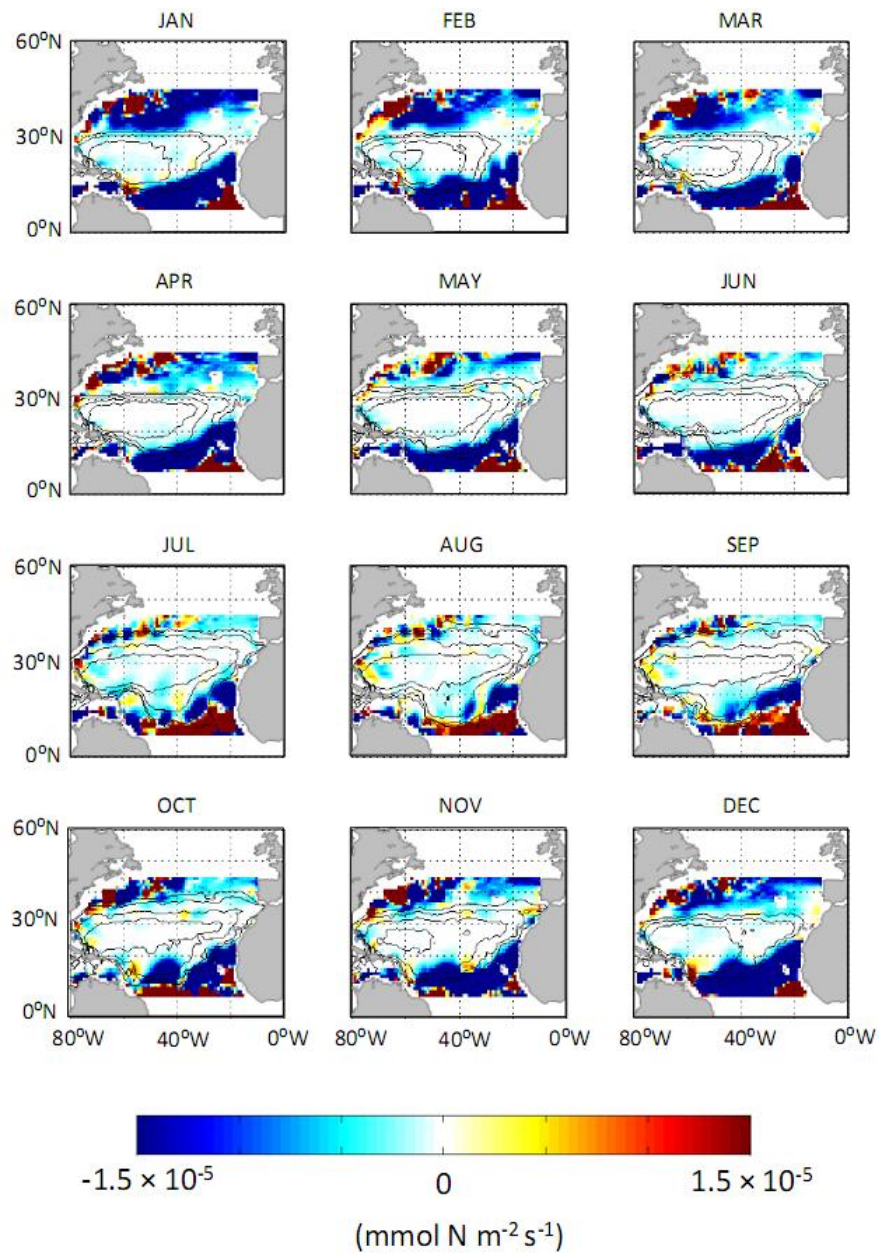 JAN FEB MAR
60°N
30°N
0°N
APR MAY JUN
60°N
30°N
0°N
JUL AUG SEP
60°N
30°N
0°N
OCT NOV DEC
60°N
30°N
0°N
80°W 40°W 0°W 80°W 40°W 0°W 80°W 40°W 0°W
-1.5 × 10⁻⁵ 0 1.5 × 10⁻⁵
(mmol N m⁻² s⁻¹)